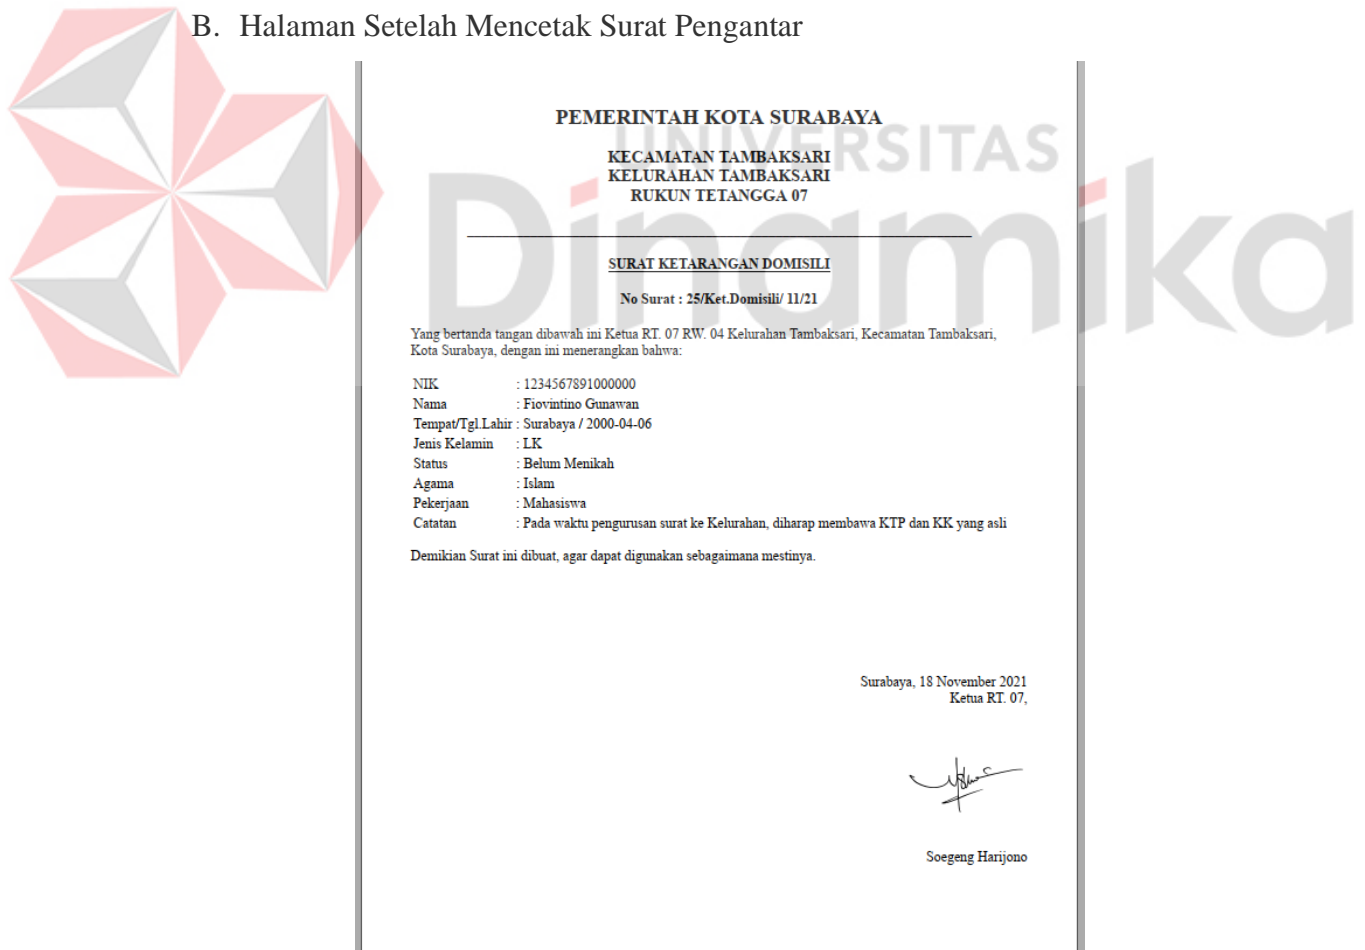 B. Halaman Setelah Mencetak Surat Pengantar
UNIVERSITAS
Dinamika
PEMERINTAH KOTA SURABAYA
KECAMATAN TAMBAKSARI
KELURAHAN TAMBAKSARI
RUKUN TETANGGA 07
SURAT KETARANGAN DOMISILI
No Surat : 25/Ket.Domisili/ 11/21
Yang bertanda tangan dibawah ini Ketua RT. 07 RW. 04 Kelurahan Tambaksari, Kecamatan Tambaksari,
Kota Surabaya, dengan ini menerangkan bahwa:
NIK : 1234567891000000
Nama : Fiovintino Gunawan
Tempat/Tgl.Lahir : Surabaya / 2000-04-06
Jenis Kelamin : LK
Status : Belum Menikah
Agama : Islam
Pekerjaan : Mahasiswa
Catatan : Pada waktu pengurusan surat ke Kelurahan, diharap membawa KTP dan KK yang asli
Demikian Surat ini dibuat, agar dapat digunakan sebagaimana mestinya.
Surabaya, 18 November 2021
Ketua RT. 07,
Soegeng Harijono